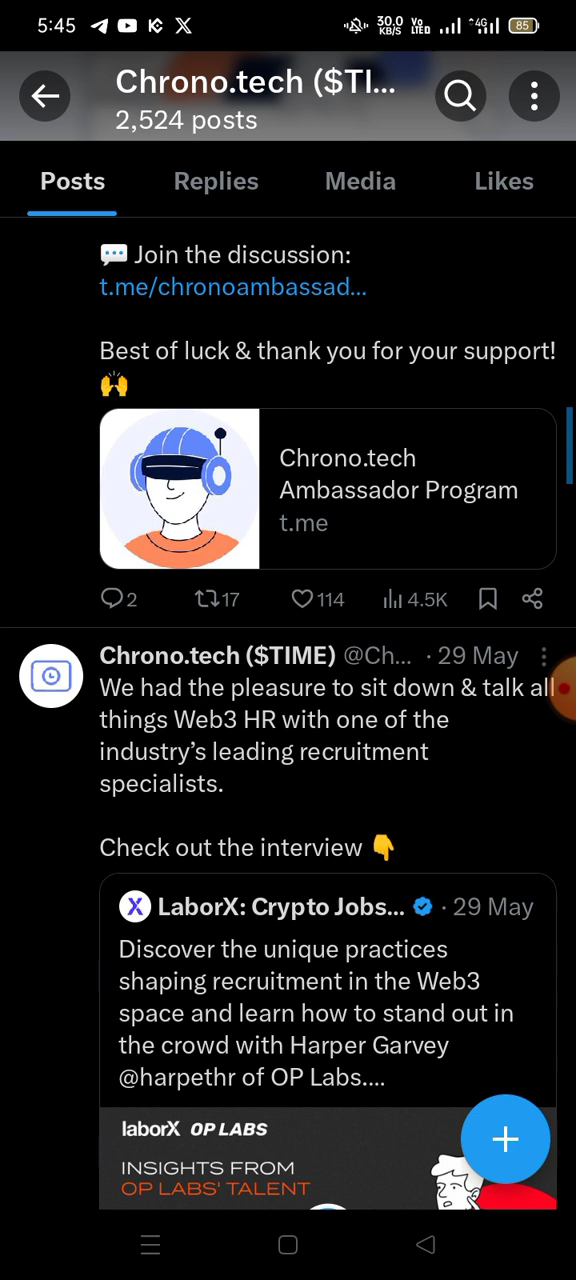 5:45
30.0
KB/S
Vo
LTED
4G
85
Chrono.tech ($TI...
2,524 posts
Posts Replies Media Likes
💬 Join the discussion:
t.me/chronoambassad...
Best of luck & thank you for your support!
🙌
Chrono.tech
Ambassador Program
t.me
2 17 114 4.5K
Chrono.tech ($TIME) @Ch... · 29 May
We had the pleasure to sit down & talk all
things Web3 HR with one of the
industry’s leading recruitment
specialists.
Check out the interview 👇
LaborX: Crypto Jobs... · 29 May
Discover the unique practices
shaping recruitment in the Web3
space and learn how to stand out in
the crowd with Harper Garvey
@harpethr of OP Labs....
laborX OP LABS
INSIGHTS FROM
OP LABS' TALENT